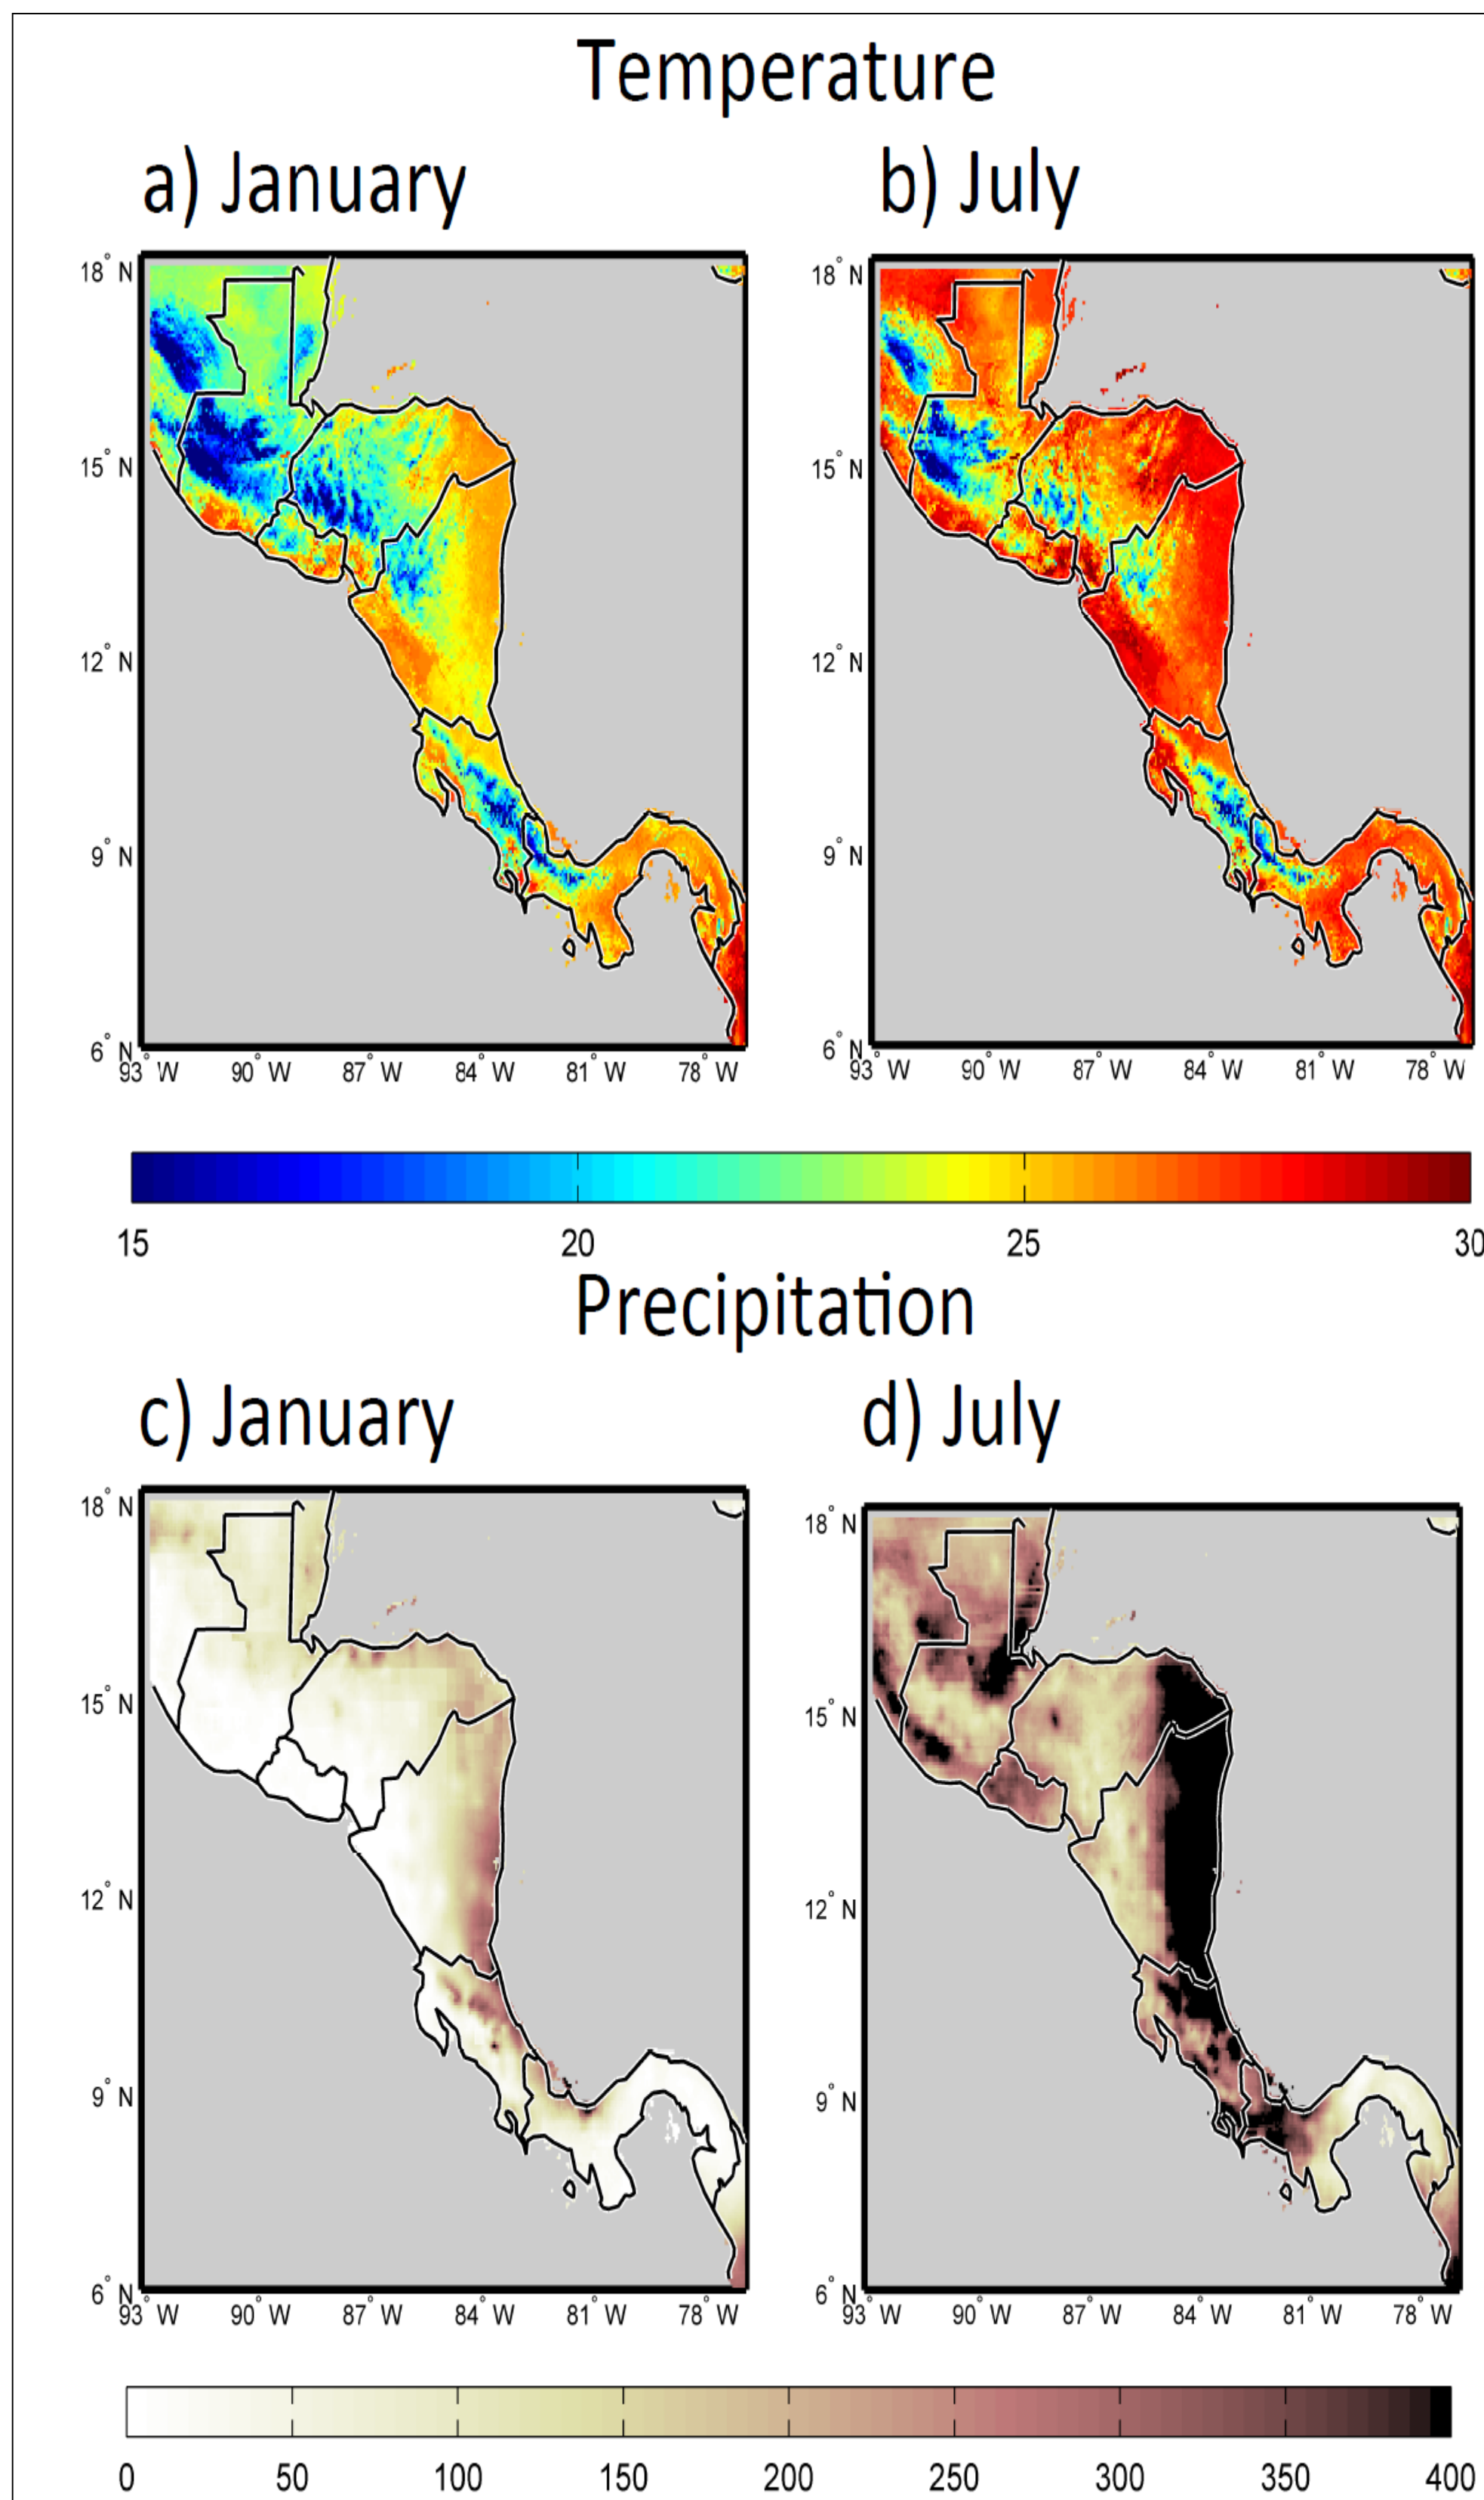 Temperature
a) January b) July
18° N 18° N
15° N 15° N
12° N 12° N
9° N 9° N
6° N 6° N
93° W 90° W 87° W 84° W 81° W 78° W 93° W 90° W 87° W 84° W 81° W 78° W
15 20 25 30
Precipitation
c) January d) July
18° N 18° N
15° N 15° N
12° N 12° N
9° N 9° N
6° N 6° N
93° W 90° W 87° W 84° W 81° W 78° W 93° W 90° W 87° W 84° W 81° W 78° W
0 50 100 150 200 250 300 350 400